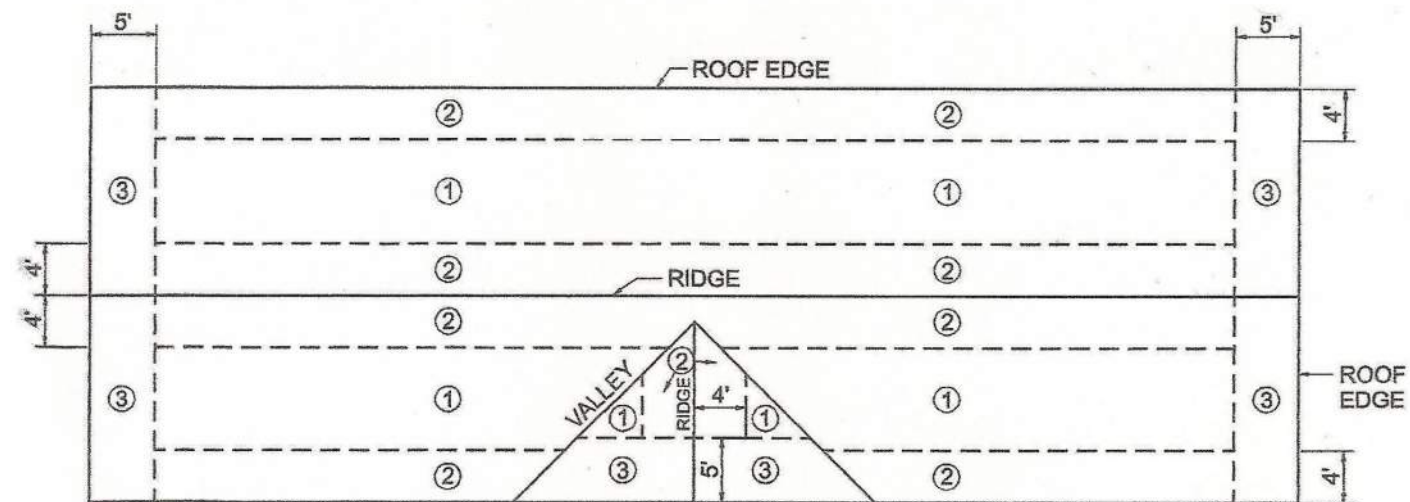 5'
5'
ROOF EDGE
② ②
4'
③ ① ① ③
4'
② ②
RIDGE
4'
② ②
②
VALLEY
RIDGE
4'
③ ① ① ① ① ③
ROOF
EDGE
② ③ 5' ③ ②
4'